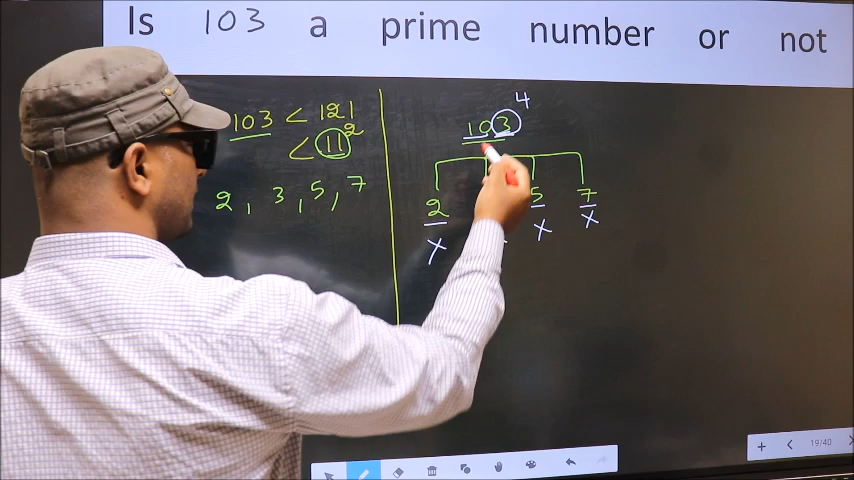 Is 103 a prime number or not
103 < 121
< 11²
2, 3, 5, 7
103 4
2 5 7
x x x
19/40